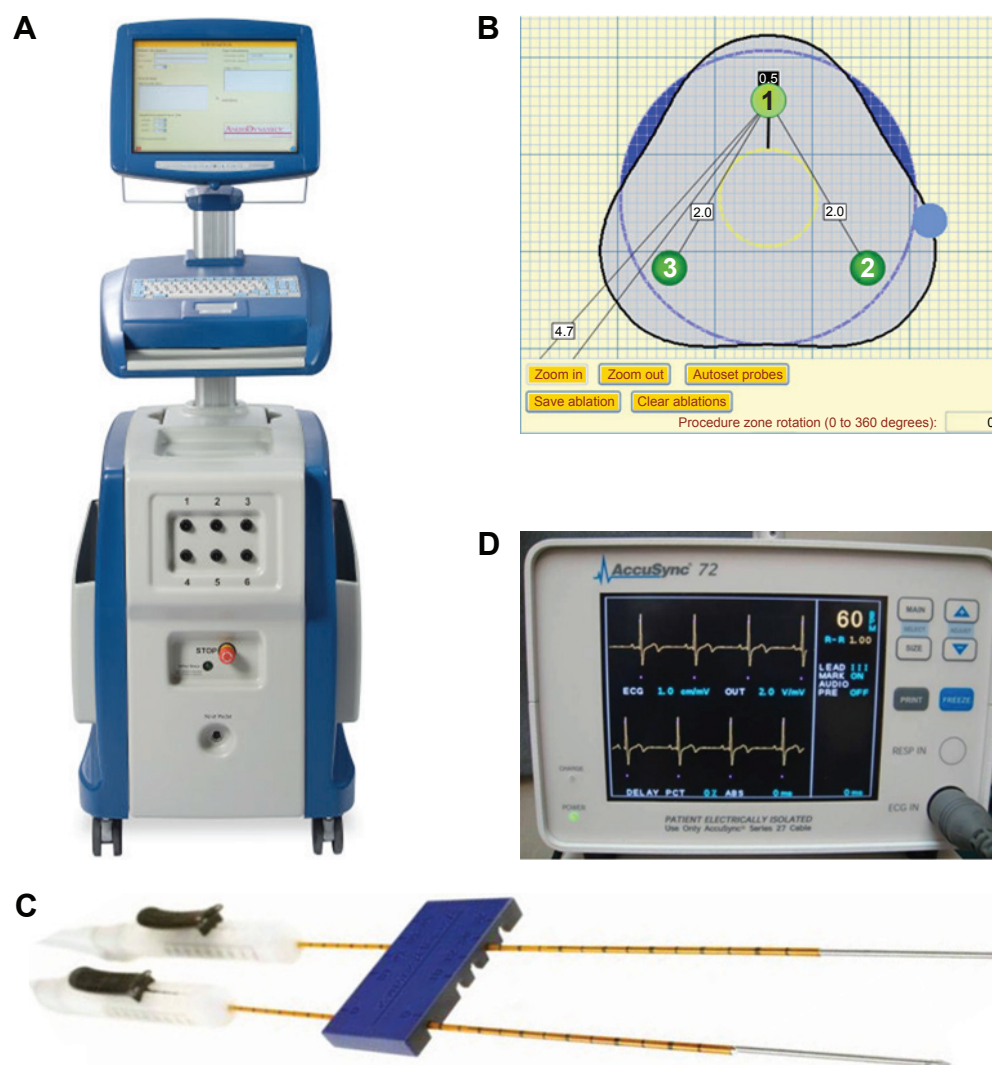 A
ANGIODYNAMICS
1 2 3
4 5 6
STOP
B
0.5
1
2.0 2.0
3 2
4.7
Zoom in Zoom out Autoset probes
Save ablation Clear ablations
Procedure zone rotation (0 to 360 degrees): 0
D
AccuSync® 72
60
R-R 1.00
LEAD III
MARK ON
AUDIO
PRE OFF
ECG 1.0 cm/mV OUT 2.0 V/mV
DELAY PCT 0% ABS 0 ms 0 ms
MAIN
SELECT ADJUST
SIZE
PRINT FREEZE
RESP IN
ECG IN
CHARGE
POWER
PATIENT ELECTRICALLY ISOLATED
Use Only AccuSync® Series 27 Cable
C